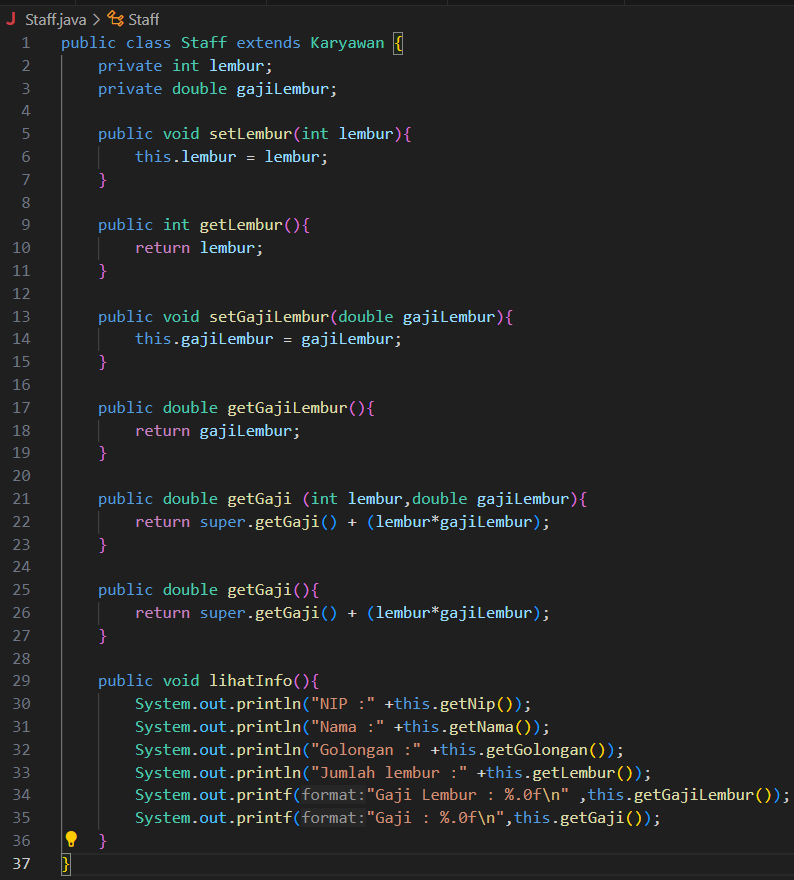 J Staff.java > Staff
1 public class Staff extends Karyawan {
2     private int lembur;
3     private double gajiLembur;
4
5     public void setLembur(int lembur){
6         this.lembur = lembur;
7     }
8
9     public int getLembur(){
10         return lembur;
11     }
12
13     public void setGajiLembur(double gajiLembur){
14         this.gajiLembur = gajiLembur;
15     }
16
17     public double getGajiLembur(){
18         return gajiLembur;
19     }
20
21     public double getGaji (int lembur,double gajiLembur){
22         return super.getGaji() + (lembur*gajiLembur);
23     }
24
25     public double getGaji(){
26         return super.getGaji() + (lembur*gajiLembur);
27     }
28
29     public void lihatInfo(){
30         System.out.println("NIP :" +this.getNip());
31         System.out.println("Nama :" +this.getNama());
32         System.out.println("Golongan :" +this.getGolongan());
33         System.out.println("Jumlah lembur :" +this.getLembur());
34         System.out.printf(format:"Gaji Lembur : %.0f\n" ,this.getGajiLembur());
35         System.out.printf(format:"Gaji : %.0f\n",this.getGaji());
36     }
37 }